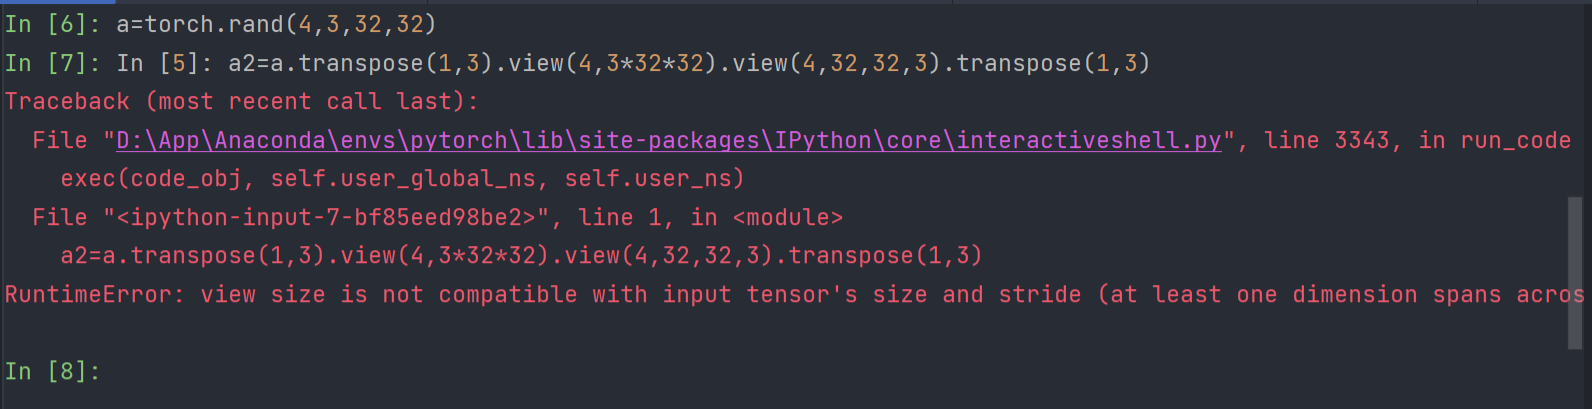 In [6]: a=torch.rand(4,3,32,32)
In [7]: In [5]: a2=a.transpose(1,3).view(4,3*32*32).view(4,32,32,3).transpose(1,3)
Traceback (most recent call last):
  File "D:\App\Anaconda\envs\pytorch\lib\site-packages\IPython\core\interactiveshell.py", line 3343, in run_code
    exec(code_obj, self.user_global_ns, self.user_ns)
  File "<ipython-input-7-bf85eed98be2>", line 1, in <module>
    a2=a.transpose(1,3).view(4,3*32*32).view(4,32,32,3).transpose(1,3)
RuntimeError: view size is not compatible with input tensor's size and stride (at least one dimension spans acros
In [8]: